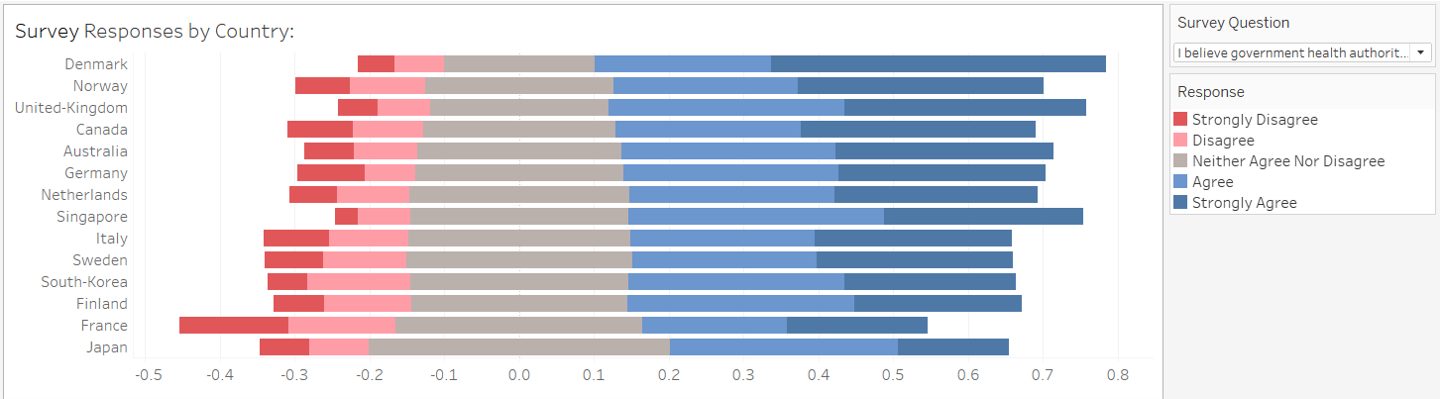 Survey Responses by Country:
Denmark
Norway
United-Kingdom
Canada
Australia
Germany
Netherlands
Singapore
Italy
Sweden
South-Korea
Finland
France
Japan
-0.5 -0.4 -0.3 -0.2 -0.1 0.0 0.1 0.2 0.3 0.4 0.5 0.6 0.7 0.8
Survey Question
I believe government health authorit...
Response
Strongly Disagree
Disagree
Neither Agree Nor Disagree
Agree
Strongly Agree